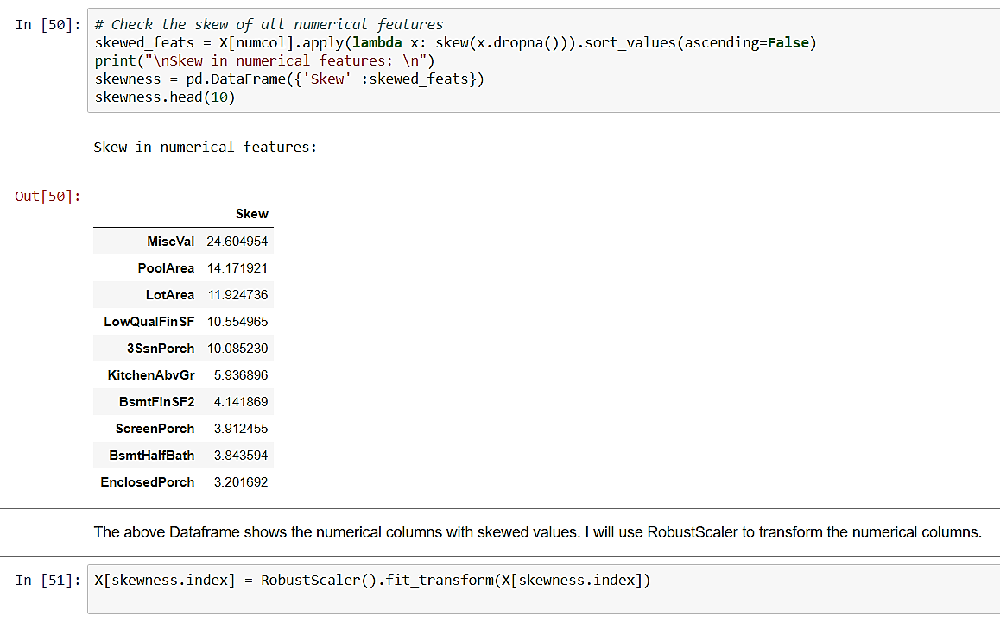 In [50]: # Check the skew of all numerical features
skewed_feats = X[numcol].apply(lambda x: skew(x.dropna())).sort_values(ascending=False)
print("\nSkew in numerical features: \n")
skewness = pd.DataFrame({'Skew' :skewed_feats})
skewness.head(10)
Skew in numerical features:
Out[50]:
Skew
MiscVal 24.604954
PoolArea 14.171921
LotArea 11.924736
LowQualFinSF 10.554965
3SsnPorch 10.085230
KitchenAbvGr 5.936896
BsmtFinSF2 4.141869
ScreenPorch 3.912455
BsmtHalfBath 3.843594
EnclosedPorch 3.201692
The above Dataframe shows the numerical columns with skewed values. I will use RobustScaler to transform the numerical columns.
In [51]: X[skewness.index] = RobustScaler().fit_transform(X[skewness.index])